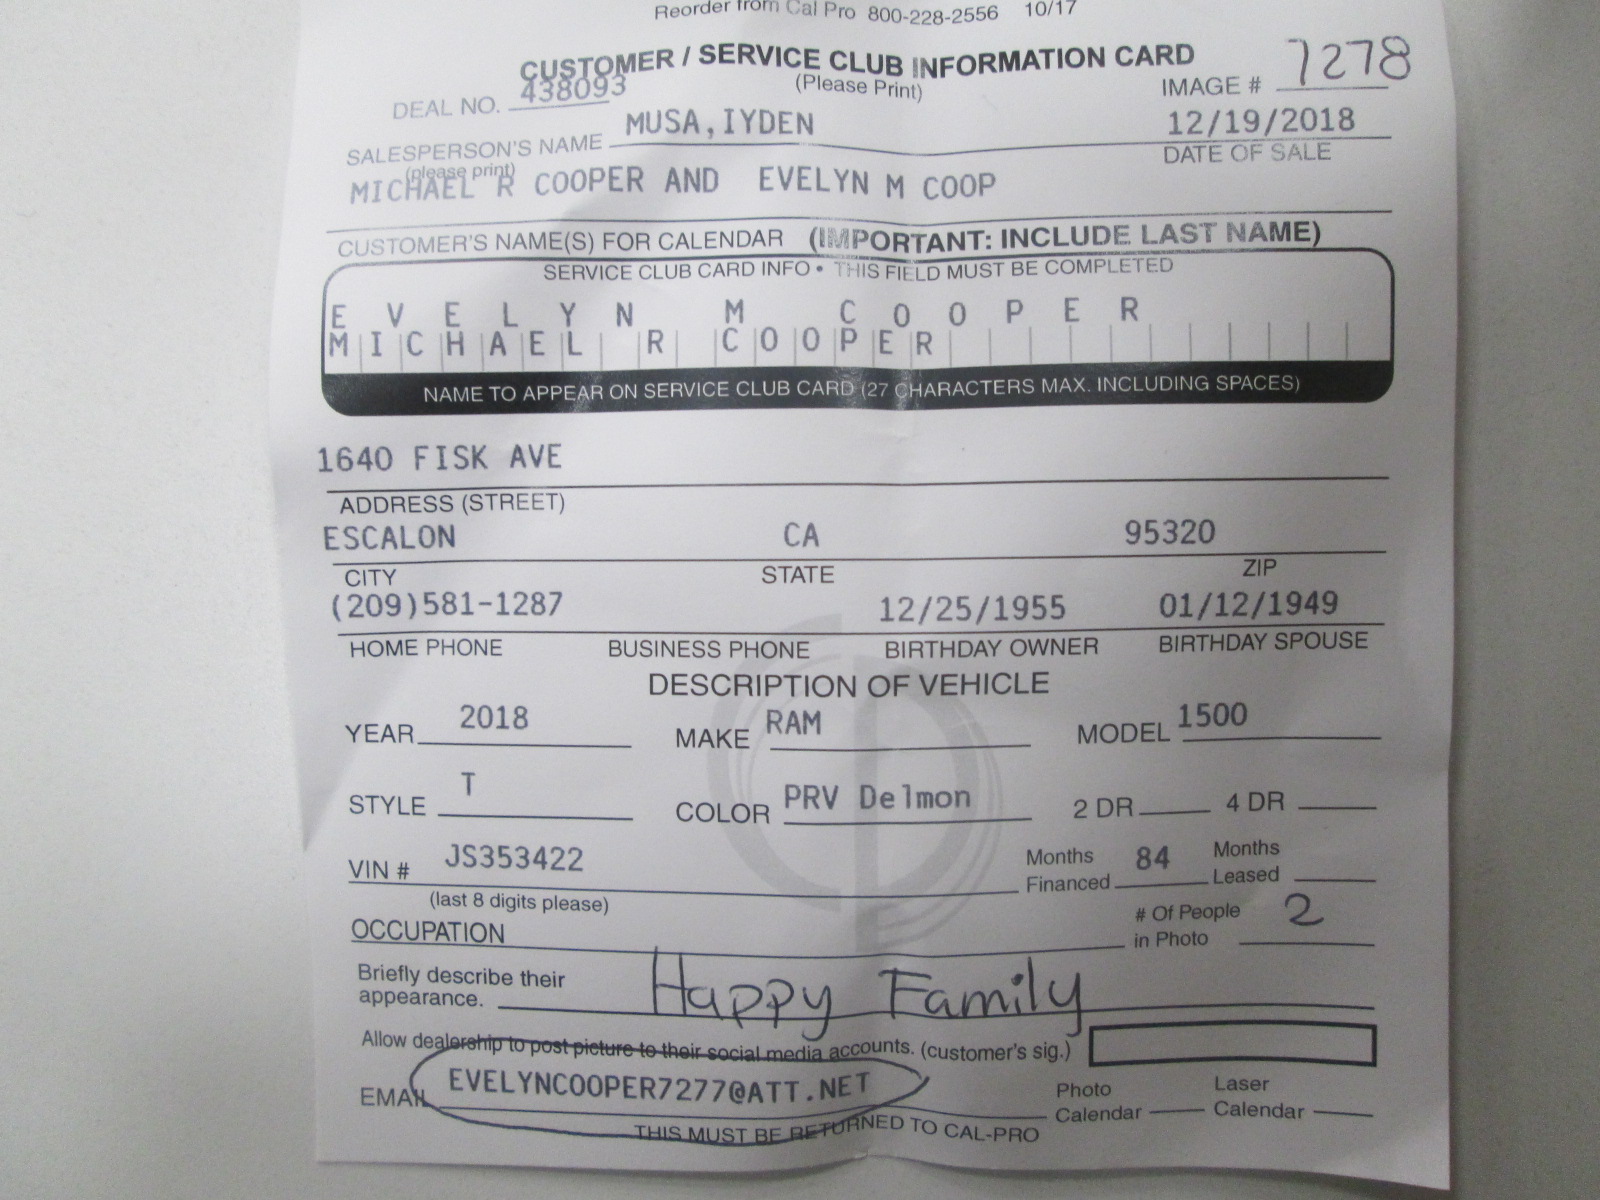 Reorder from Cal Pro 800-228-2556 10/17
CUSTOMER / SERVICE CLUB INFORMATION CARD
(Please Print)
IMAGE # 7278
DEAL NO. 438093
SALESPERSON'S NAME MUSA,IYDEN
(please print)
12/19/2018
DATE OF SALE
MICHAEL R COOPER AND EVELYN M COOP
CUSTOMER'S NAME(S) FOR CALENDAR (IMPORTANT: INCLUDE LAST NAME)
SERVICE CLUB CARD INFO • THIS FIELD MUST BE COMPLETED
EVELYN M COOPER
MICHAEL R COOPER
NAME TO APPEAR ON SERVICE CLUB CARD (27 CHARACTERS MAX. INCLUDING SPACES)
1640 FISK AVE
ADDRESS (STREET)
ESCALON CA 95320
CITY STATE ZIP
(209)581-1287 12/25/1955 01/12/1949
HOME PHONE BUSINESS PHONE BIRTHDAY OWNER BIRTHDAY SPOUSE
DESCRIPTION OF VEHICLE
YEAR 2018 MAKE RAM MODEL 1500
STYLE T COLOR PRV Delmon 2 DR 4 DR
VIN # JS353422 Months Financed 84 Months Leased
(last 8 digits please)
OCCUPATION # Of People in Photo 2
Briefly describe their appearance. Happy Family
Allow dealership to post picture to their social media accounts. (customer's sig.)
EMAIL EVELYNCOOPER7277@ATT.NET Photo Calendar Laser Calendar
THIS MUST BE RETURNED TO CAL-PRO